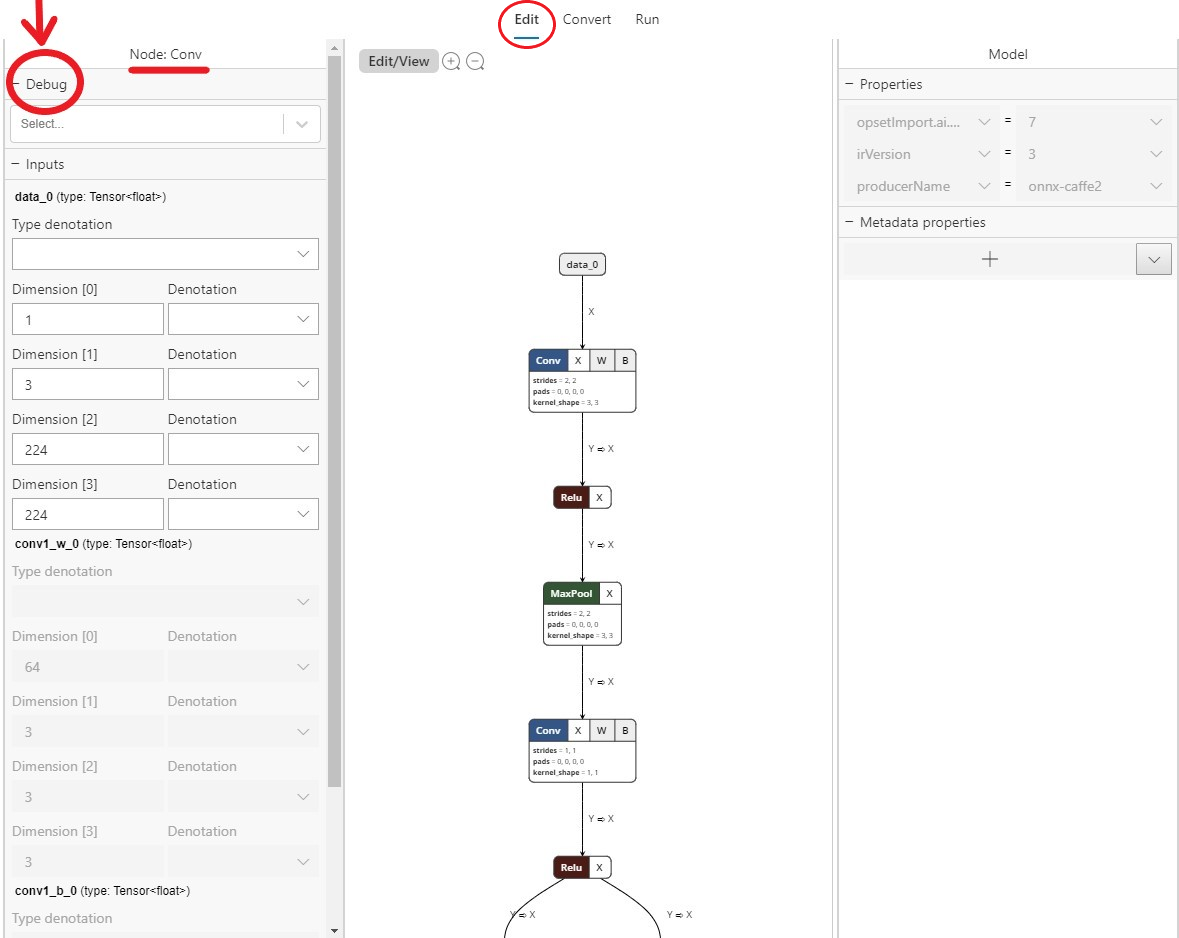 Edit Convert Run
Node: Conv
Debug
Select...
Inputs
data_0 (type: Tensor<float>)
Type denotation
Dimension [0] Denotation
1
Dimension [1] Denotation
3
Dimension [2] Denotation
224
Dimension [3] Denotation
224
conv1_w_0 (type: Tensor<float>)
Type denotation
Dimension [0] Denotation
64
Dimension [1] Denotation
3
Dimension [2] Denotation
3
Dimension [3] Denotation
3
conv1_b_0 (type: Tensor<float>)
Type denotation
Edit/View
data_0
X
Conv X W B
strides = 2, 2
pads = 0, 0, 0, 0
kernel_shape = 3, 3
Y ⇨ X
Relu X
Y ⇨ X
MaxPool X
strides = 2, 2
pads = 0, 0, 0, 0
kernel_shape = 3, 3
Y ⇨ X
Conv X W B
strides = 1, 1
pads = 0, 0, 0, 0
kernel_shape = 1, 1
Y ⇨ X
Relu X
Y ⇨ X Y ⇨ X
Model
Properties
opsetImport.ai.... = 7
irVersion = 3
producerName = onnx-caffe2
Metadata properties